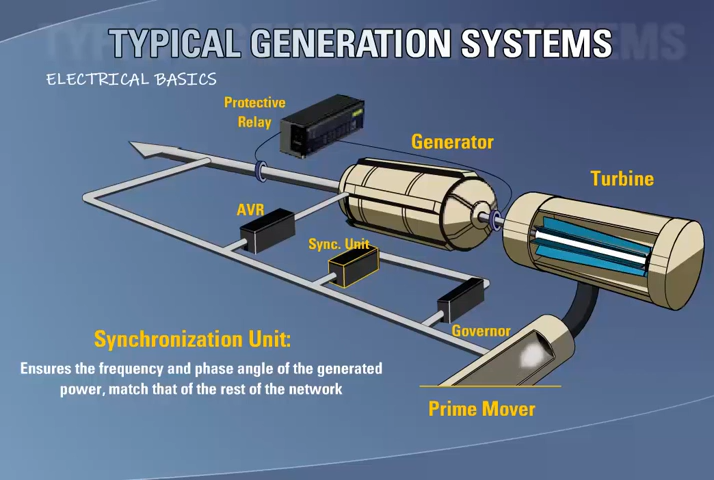 TYPICAL GENERATION SYSTEMS
ELECTRICAL BASICS
Protective
Relay
Generator
Turbine
AVR
Sync. Unit
Governor
Synchronization Unit:
Ensures the frequency and phase angle of the generated
power, match that of the rest of the network
Prime Mover